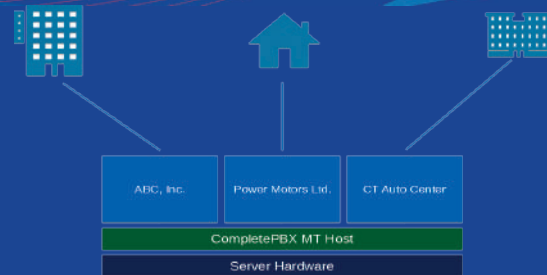 ABC, Inc.
Power Motors Ltd.
CT Auto Center
CompletePBX MT Host
Server Hardware